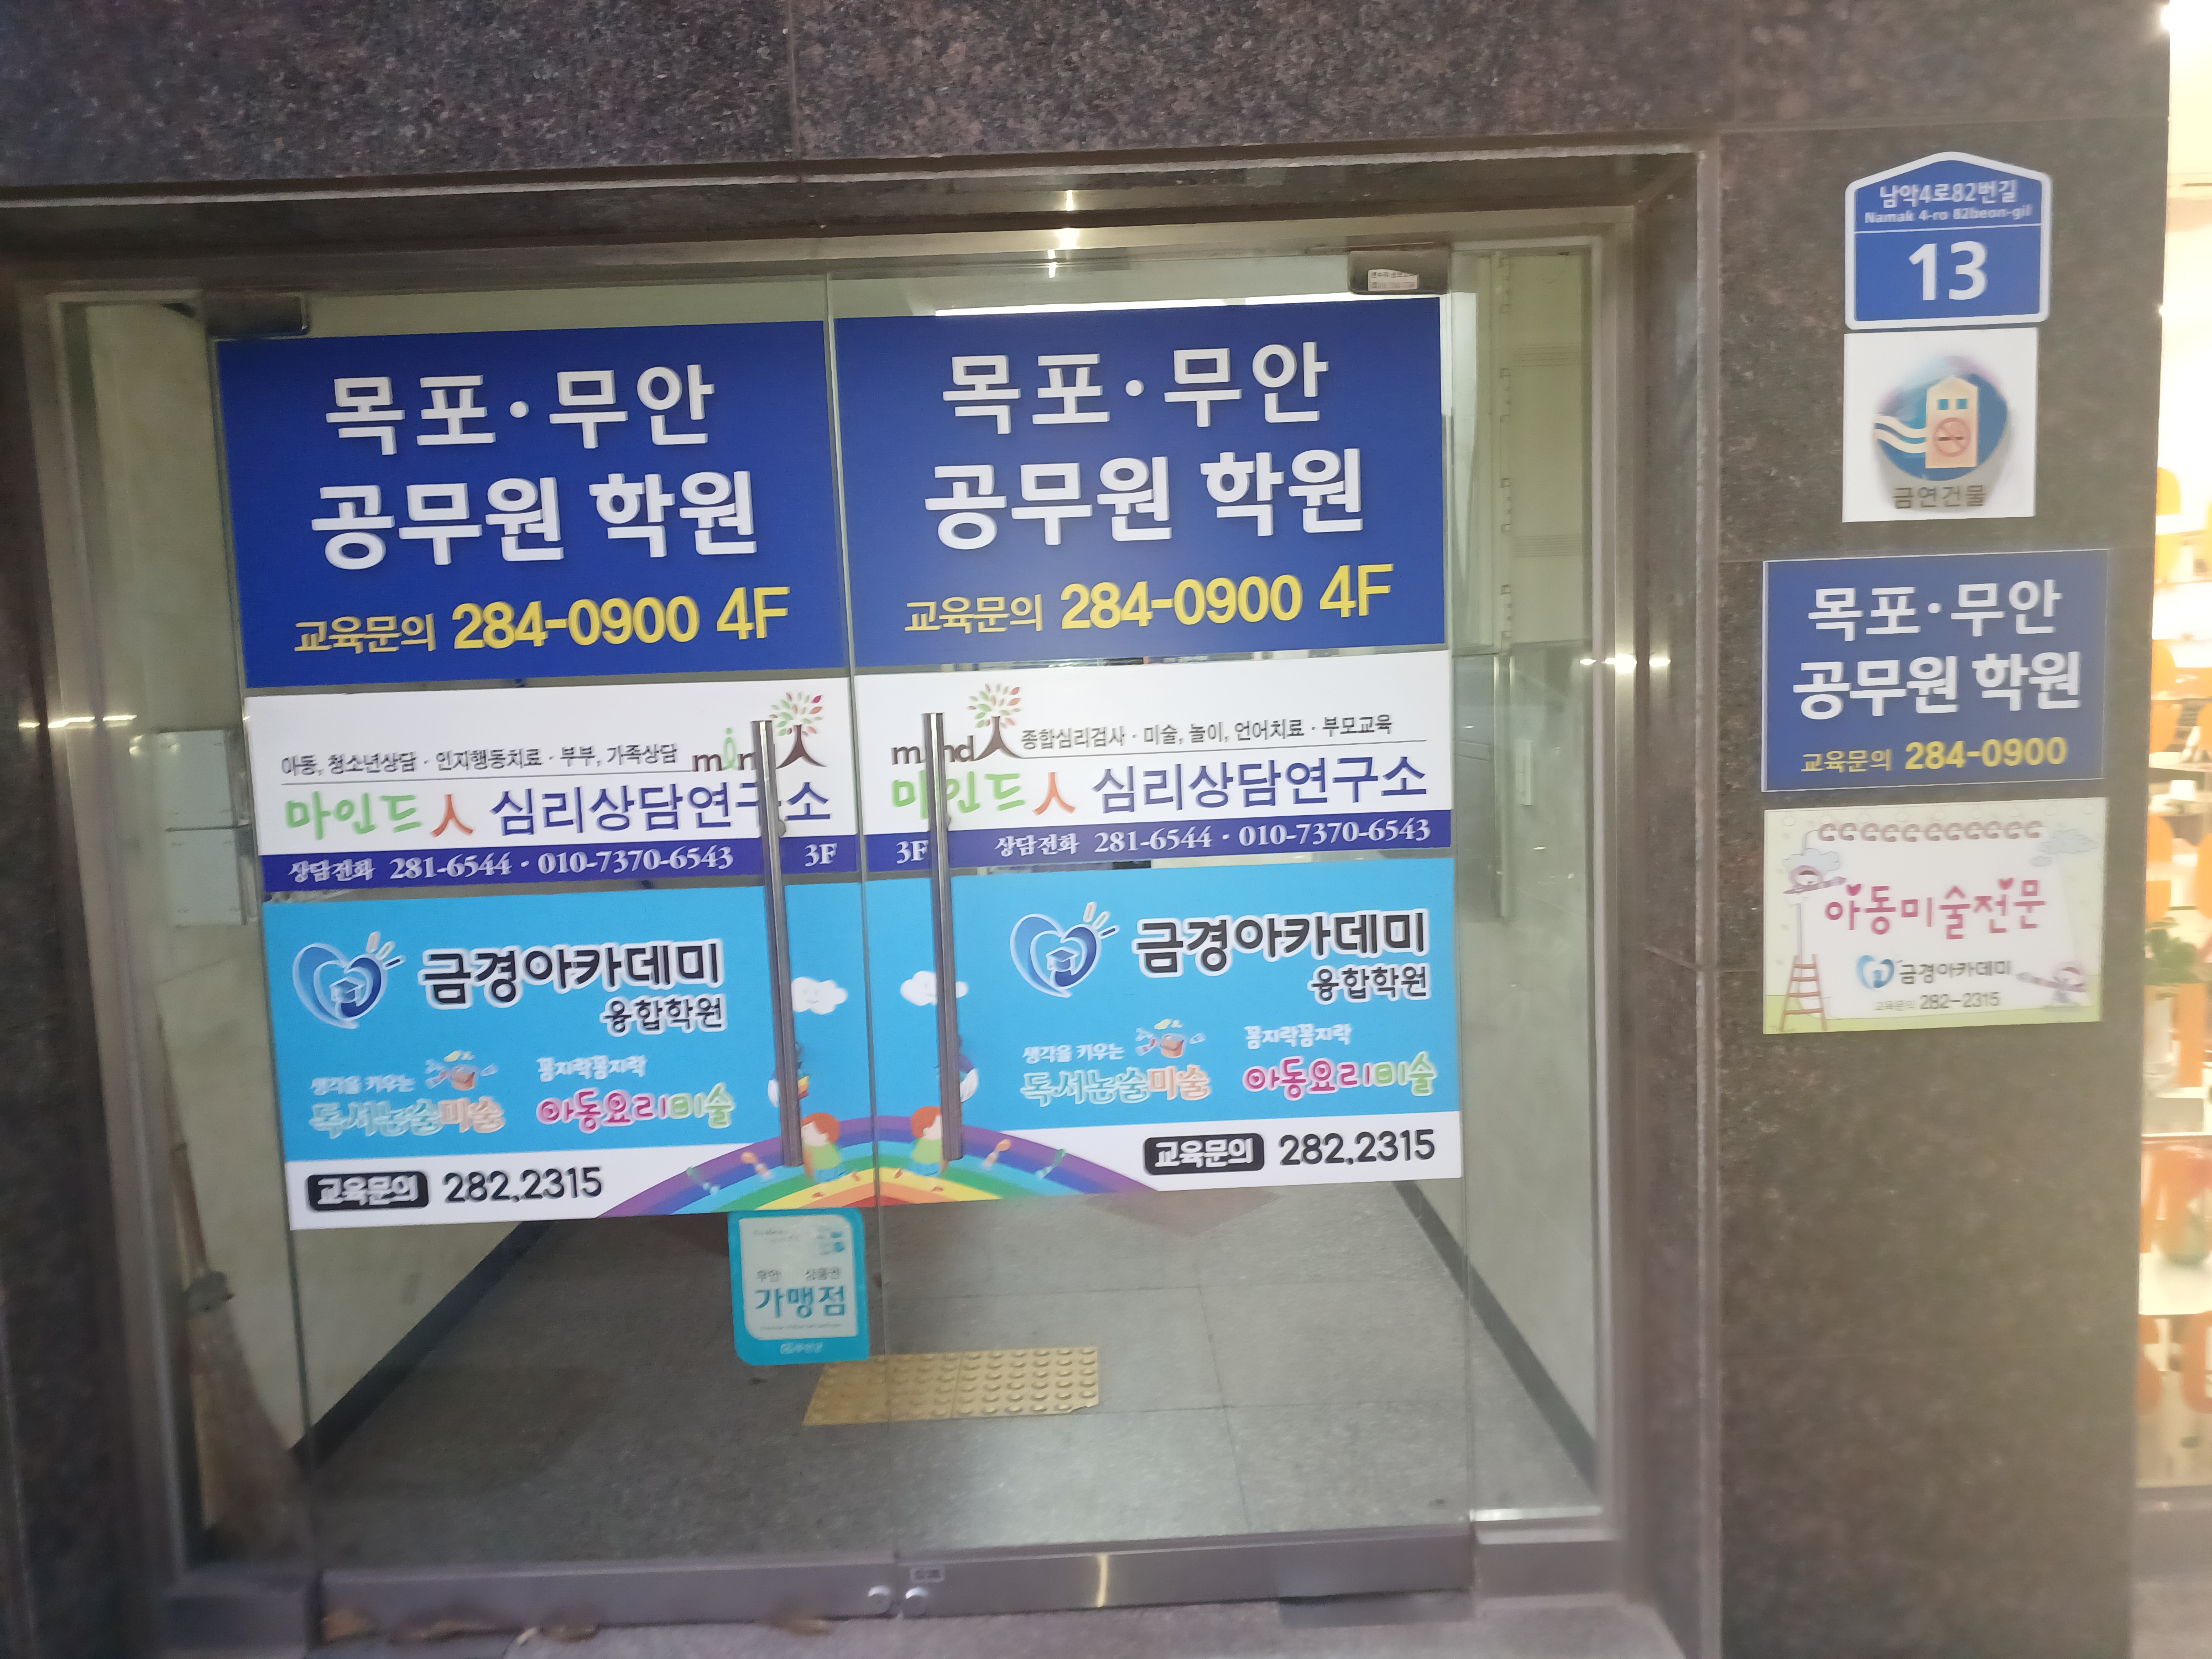 목포·무안
공무원 학원
교육문의 284-0900 4F
목포·무안
공무원 학원
교육문의 284-0900 4F
아동, 청소년상담 · 인지행동치료 · 부부, 가족상담
마인드人 심리상담연구소
상담전화 281-6544 · 010-7370-6543 3F
mind 종합심리검사 · 미술, 놀이, 언어치료 · 부모교육
마인드人 심리상담연구소
3F 상담전화 281-6544 · 010-7370-6543
금경아카데미
융합학원
생각을 키우는 꼼지락꼼지락
독서논술미술 아동요리미술
교육문의 282.2315
금경아카데미
융합학원
생각을 키우는 꼼지락꼼지락
독서논술미술 아동요리미술
교육문의 282.2315
무안 상품권
가맹점
남악4로82번길
Namak 4-ro 82beon-gil
13
금연건물
목포·무안
공무원 학원
교육문의 284-0900
아동미술전문
금경아카데미
교육문의 282-2315